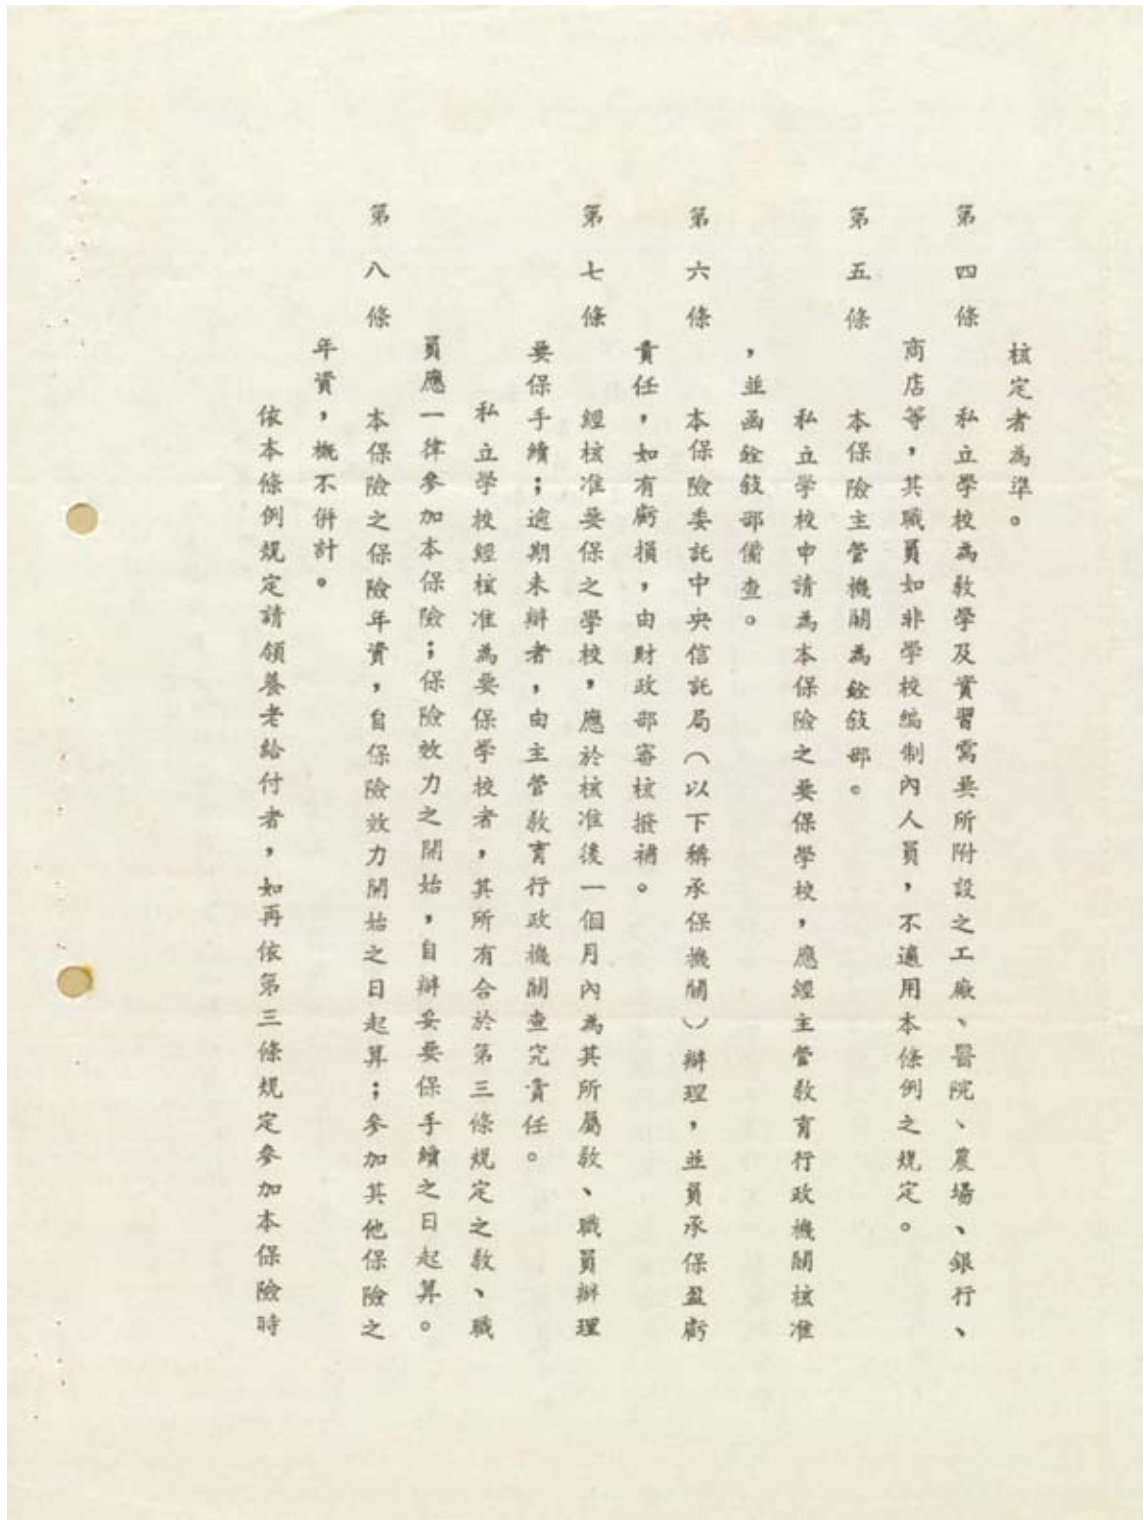 核定者為準。
第四條　私立學校為教學及實習需要所附設之工廠、醫院、農場、銀行、
商店等，其職員如非學校編制內人員，不適用本條例之規定。
第五條　本保險主管機關為銓敍部。
私立學校申請為本保險之要保學校，應經主管教育行政機關核准
，並函銓敍部備查。
第六條　本保險委託中央信託局（以下稱承保機關）辦理，並負承保盈虧
責任，如有虧損，由財政部審核撥補。
第七條　經核准要保之學校，應於核准後一個月內為其所屬教、職員辦理
要保手續；逾期未辦者，由主管教育行政機關查究責任。
私立學校經核准為要保學校者，其所有合於第三條規定之教、職
員應一律參加本保險；保險效力之開始，自辦妥要保手續之日起算。
第八條　本保險之保險年資，自保險效力開始之日起算；參加其他保險之
年資，概不併計。
依本條例規定請領養老給付者，如再依第三條規定參加本保險時